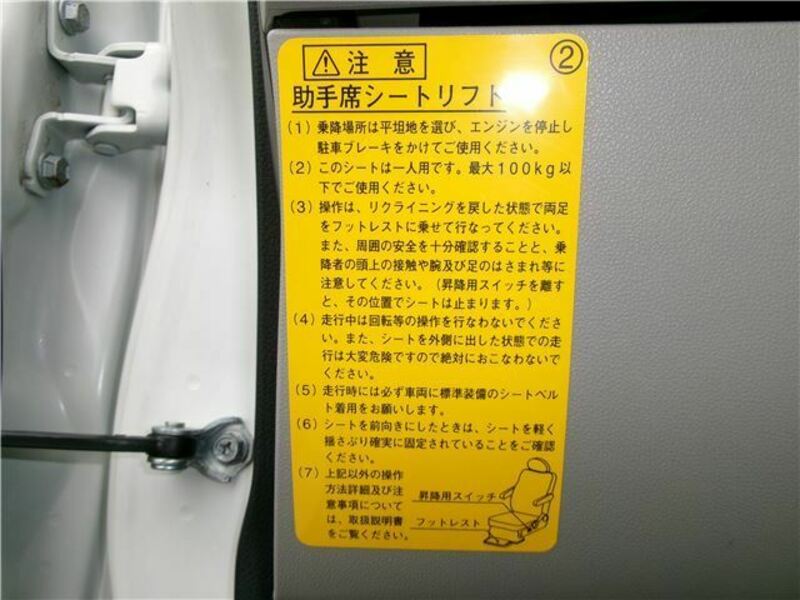 注意 ②
助手席シートリフト
(1) 乗降場所は平坦地を選び、エンジンを停止し
駐車ブレーキをかけてご使用ください。
(2) このシートは一人用です。最大100kg以
下でご使用ください。
(3) 操作は、リクライニングを戻した状態で両足
をフットレストに乗せて行なってください。
また、周囲の安全を十分確認することと、乗
降者の頭上の接触や腕及び足のはさまれ等に
注意してください。(昇降用スイッチを離す
と、その位置でシートは止まります。)
(4) 走行中は回転等の操作を行なわないでくださ
い。また、シートを外側に出した状態での走
行は大変危険ですので絶対におこなわないで
ください。
(5) 走行時には必ず車両に標準装備のシートベル
ト着用をお願いします。
(6) シートを前向きにしたときは、シートを軽く
揺さぶり確実に固定されていることをご確認
ください。
(7) 上記以外の操作
方法詳細及び注
意事項について
は、取扱説明書
をご覧ください。
昇降用スイッチ
フットレスト